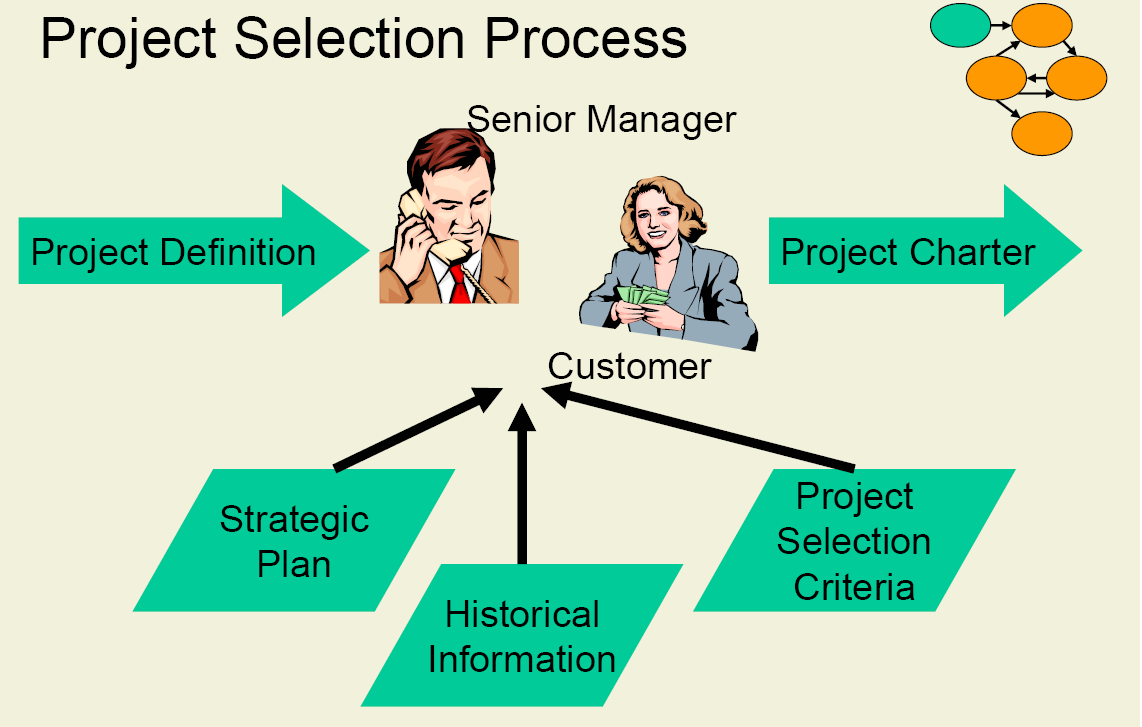 Project Selection Process
Senior Manager
Project Definition
Project Charter
Customer
Strategic
Plan
Historical
Information
Project
Selection
Criteria